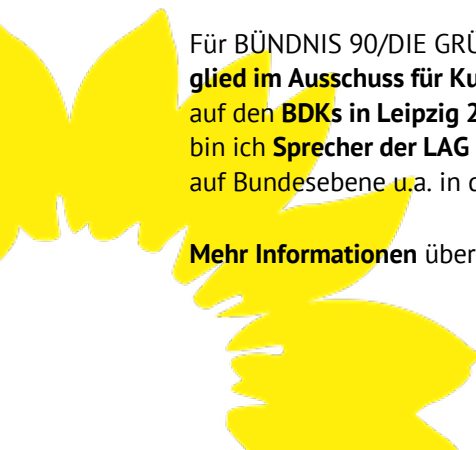 Für BÜNDNIS 90/DIE GRÜ
glied im Ausschuss für Ku
auf den BDKs in Leipzig 2
bin ich Sprecher der LAG
auf Bundesebene u.a. in d
Mehr Informationen über